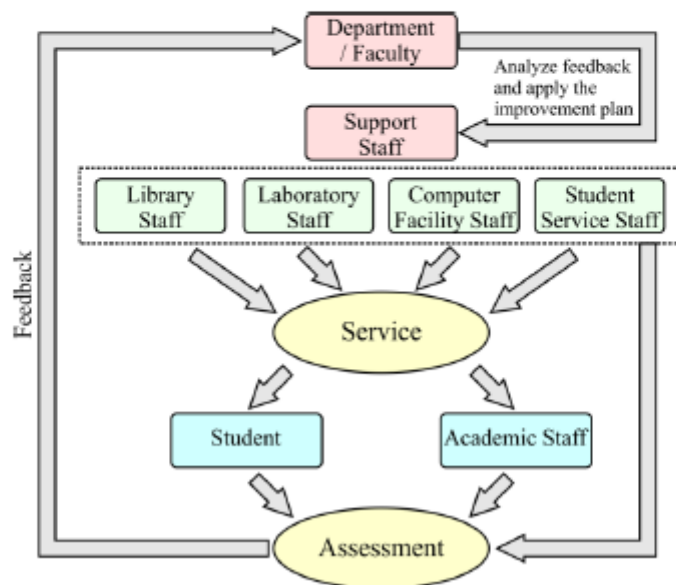 Department
/ Faculty
Analyze feedback
and apply the
improvement plan
Support
Staff
Library
Staff
Laboratory
Staff
Computer
Facility Staff
Student
Service Staff
Feedback
Service
Student
Academic Staff
Assessment